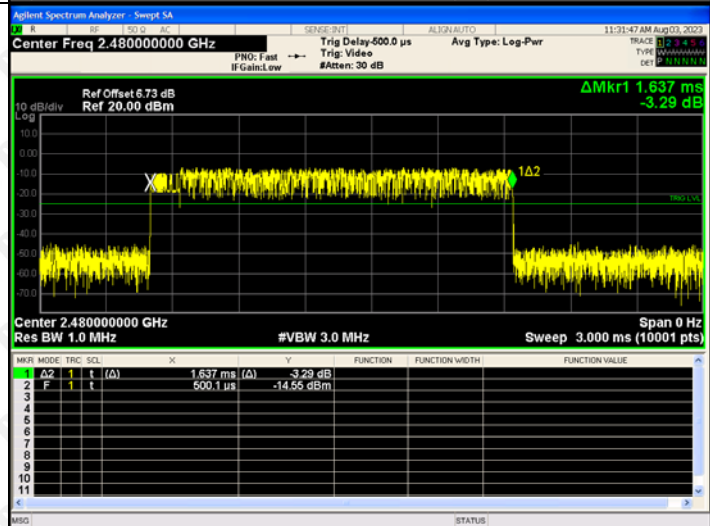 Agilent Spectrum Analyzer - Swept SA
R RF 50 Ω AC SENSE:INT ALIGN AUTO 11:31:47 AM Aug 03, 2023
Center Freq 2.480000000 GHz
PNO: Fast
IFGain:Low
Trig Delay-500.0 µs
Trig: Video
#Atten: 30 dB
Avg Type: Log-Pwr
TRACE 1 2 3 4 5 6
TYPE
DET P N N N N N
ΔMkr1 1.637 ms
-3.29 dB
Ref Offset 6.73 dB
10 dB/div Ref 20.00 dBm
Log
10.0
0.00
-10.0
-20.0
-30.0
-40.0
-50.0
-60.0
-70.0
X
1Δ2
TRIG LVL
Center 2.480000000 GHz Span 0 Hz
Res BW 1.0 MHz #VBW 3.0 MHz Sweep 3.000 ms (10001 pts)
MKR MODE TRC SCL X Y FUNCTION FUNCTION WIDTH FUNCTION VALUE
1 Δ2 1 t (Δ) 1.637 ms (Δ) -3.29 dB
2 F 1 t 500.1 µs -14.55 dBm
3
4
5
6
7
8
9
10
11
MSG STATUS